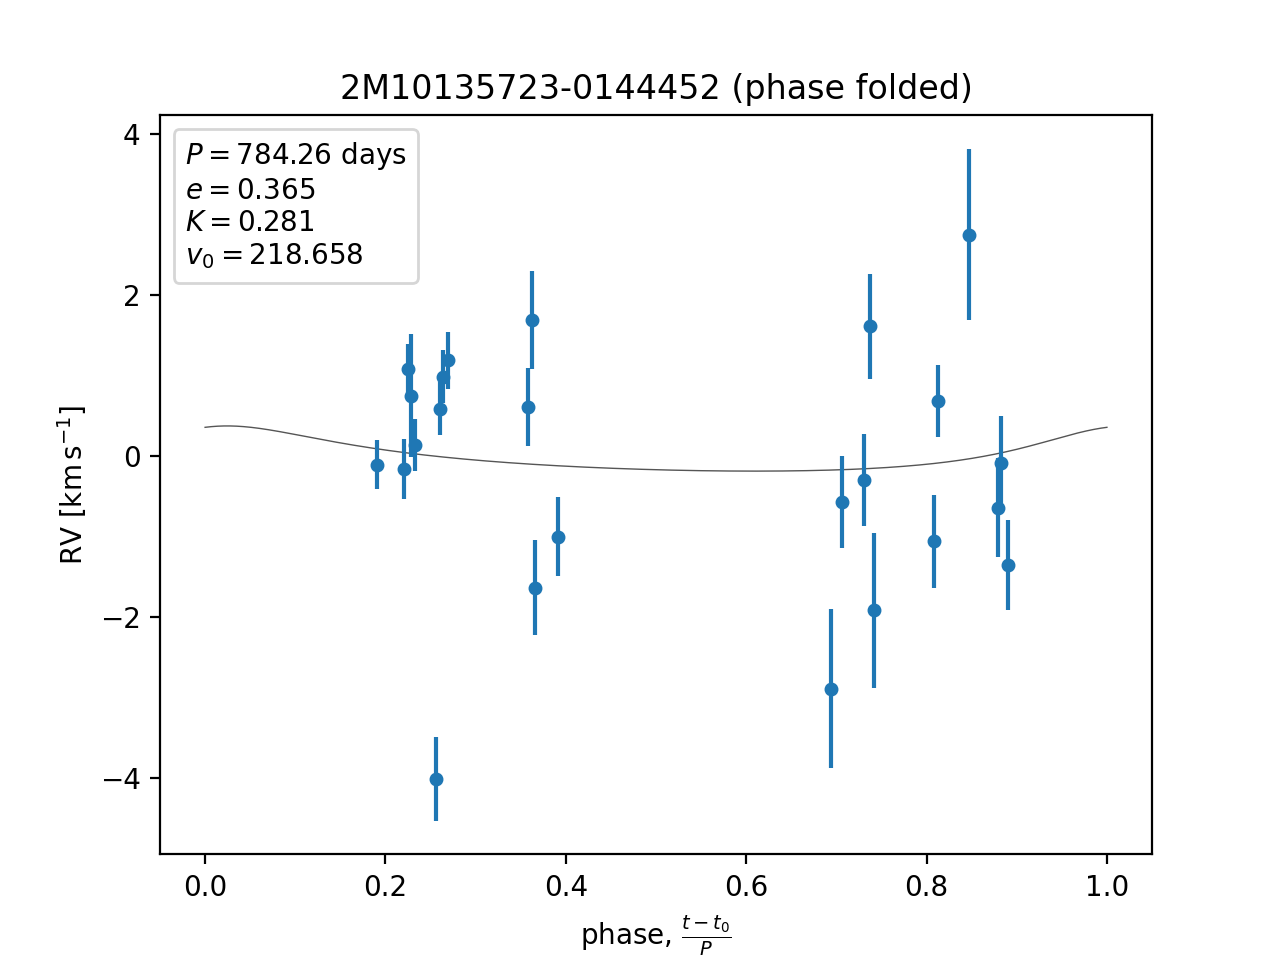 2M10135723-0144452 (phase folded)
P = 784.26 days
e = 0.365
K = 0.281
v₀ = 218.658
4
2
0
−2
−4
RV [km s⁻¹]
0.0 0.2 0.4 0.6 0.8 1.0
phase, (t − t₀)/P